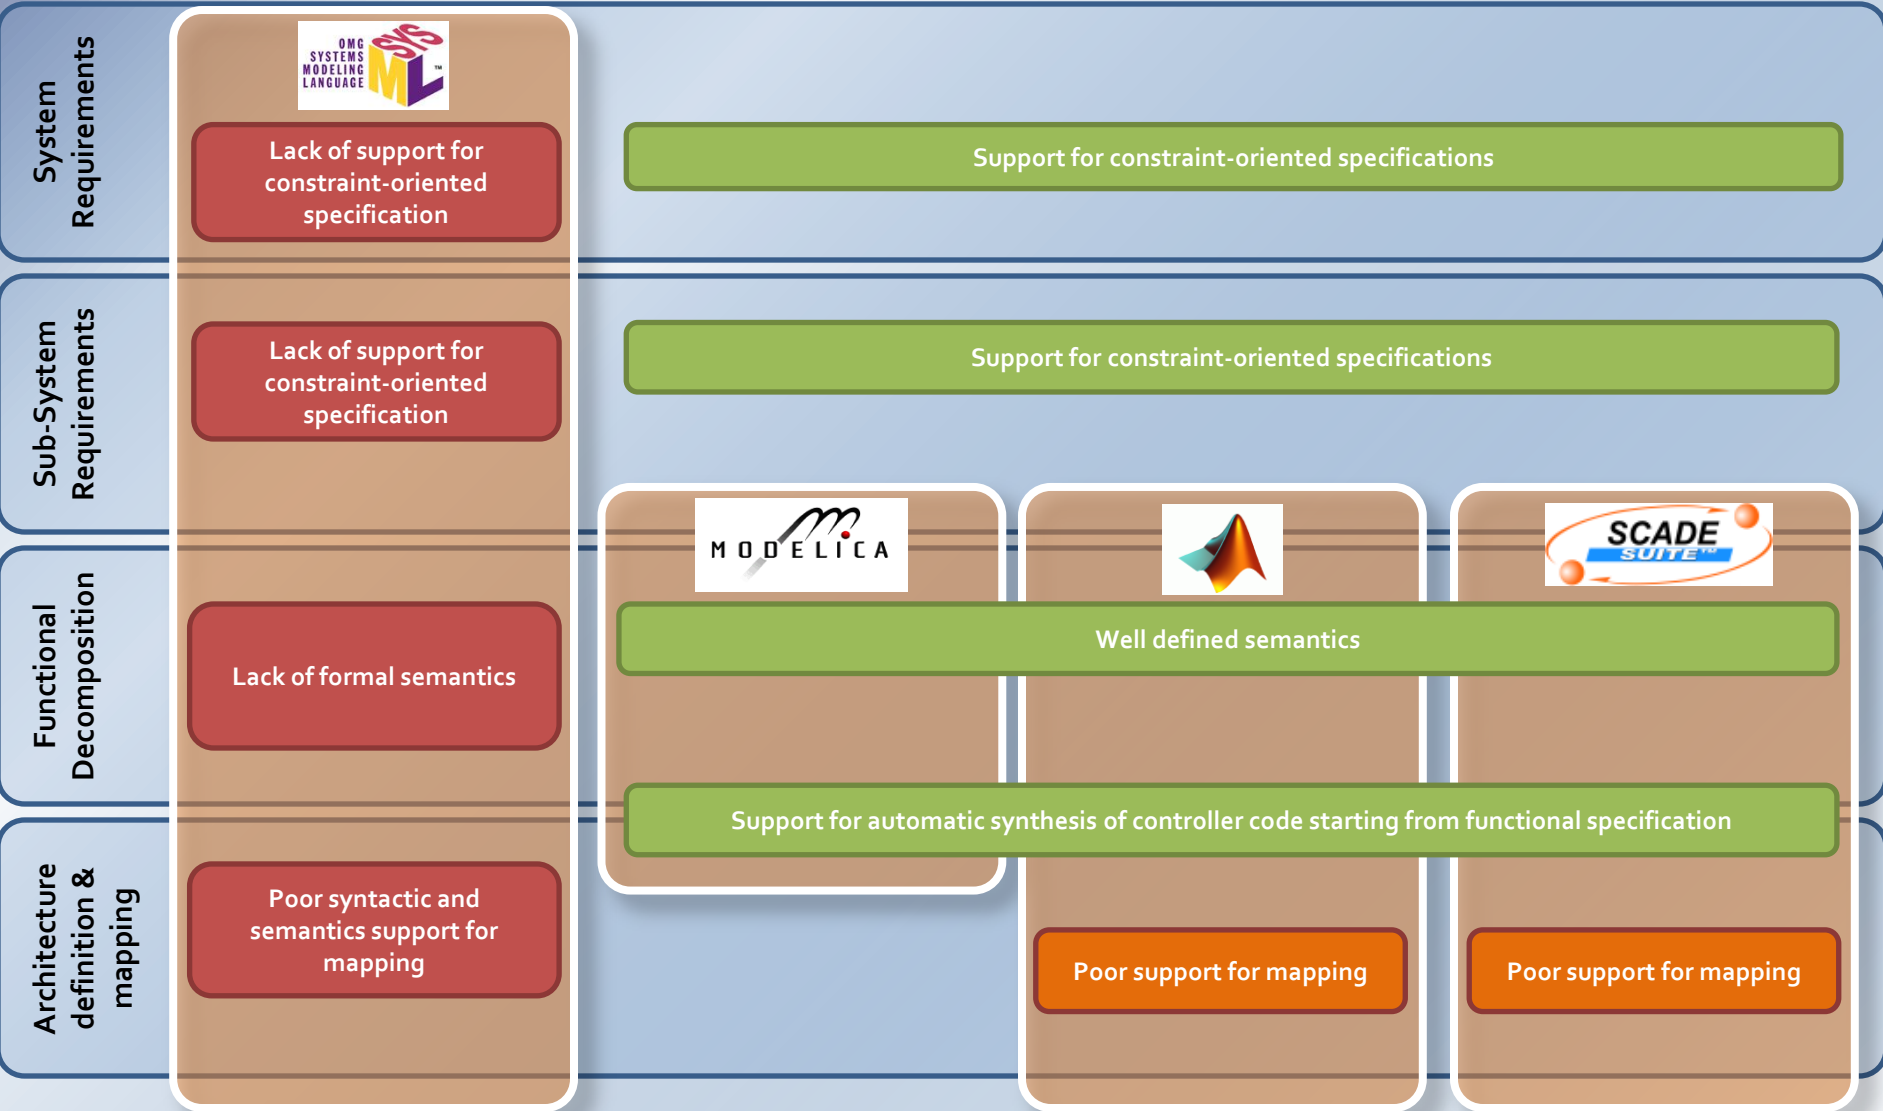 System
Requirements
OMG
SYSTEMS
MODELING
LANGUAGE
SYS
ML™
Lack of support for
constraint-oriented
specification
Support for constraint-oriented specifications
Sub-System
Requirements
Lack of support for
constraint-oriented
specification
Support for constraint-oriented specifications
MODELICA
SCADE
SUITE™
Functional
Decomposition
Lack of formal semantics
Well defined semantics
Support for automatic synthesis of controller code starting from functional specification
Architecture
definition &
mapping
Poor syntactic and
semantics support for
mapping
Poor support for mapping
Poor support for mapping